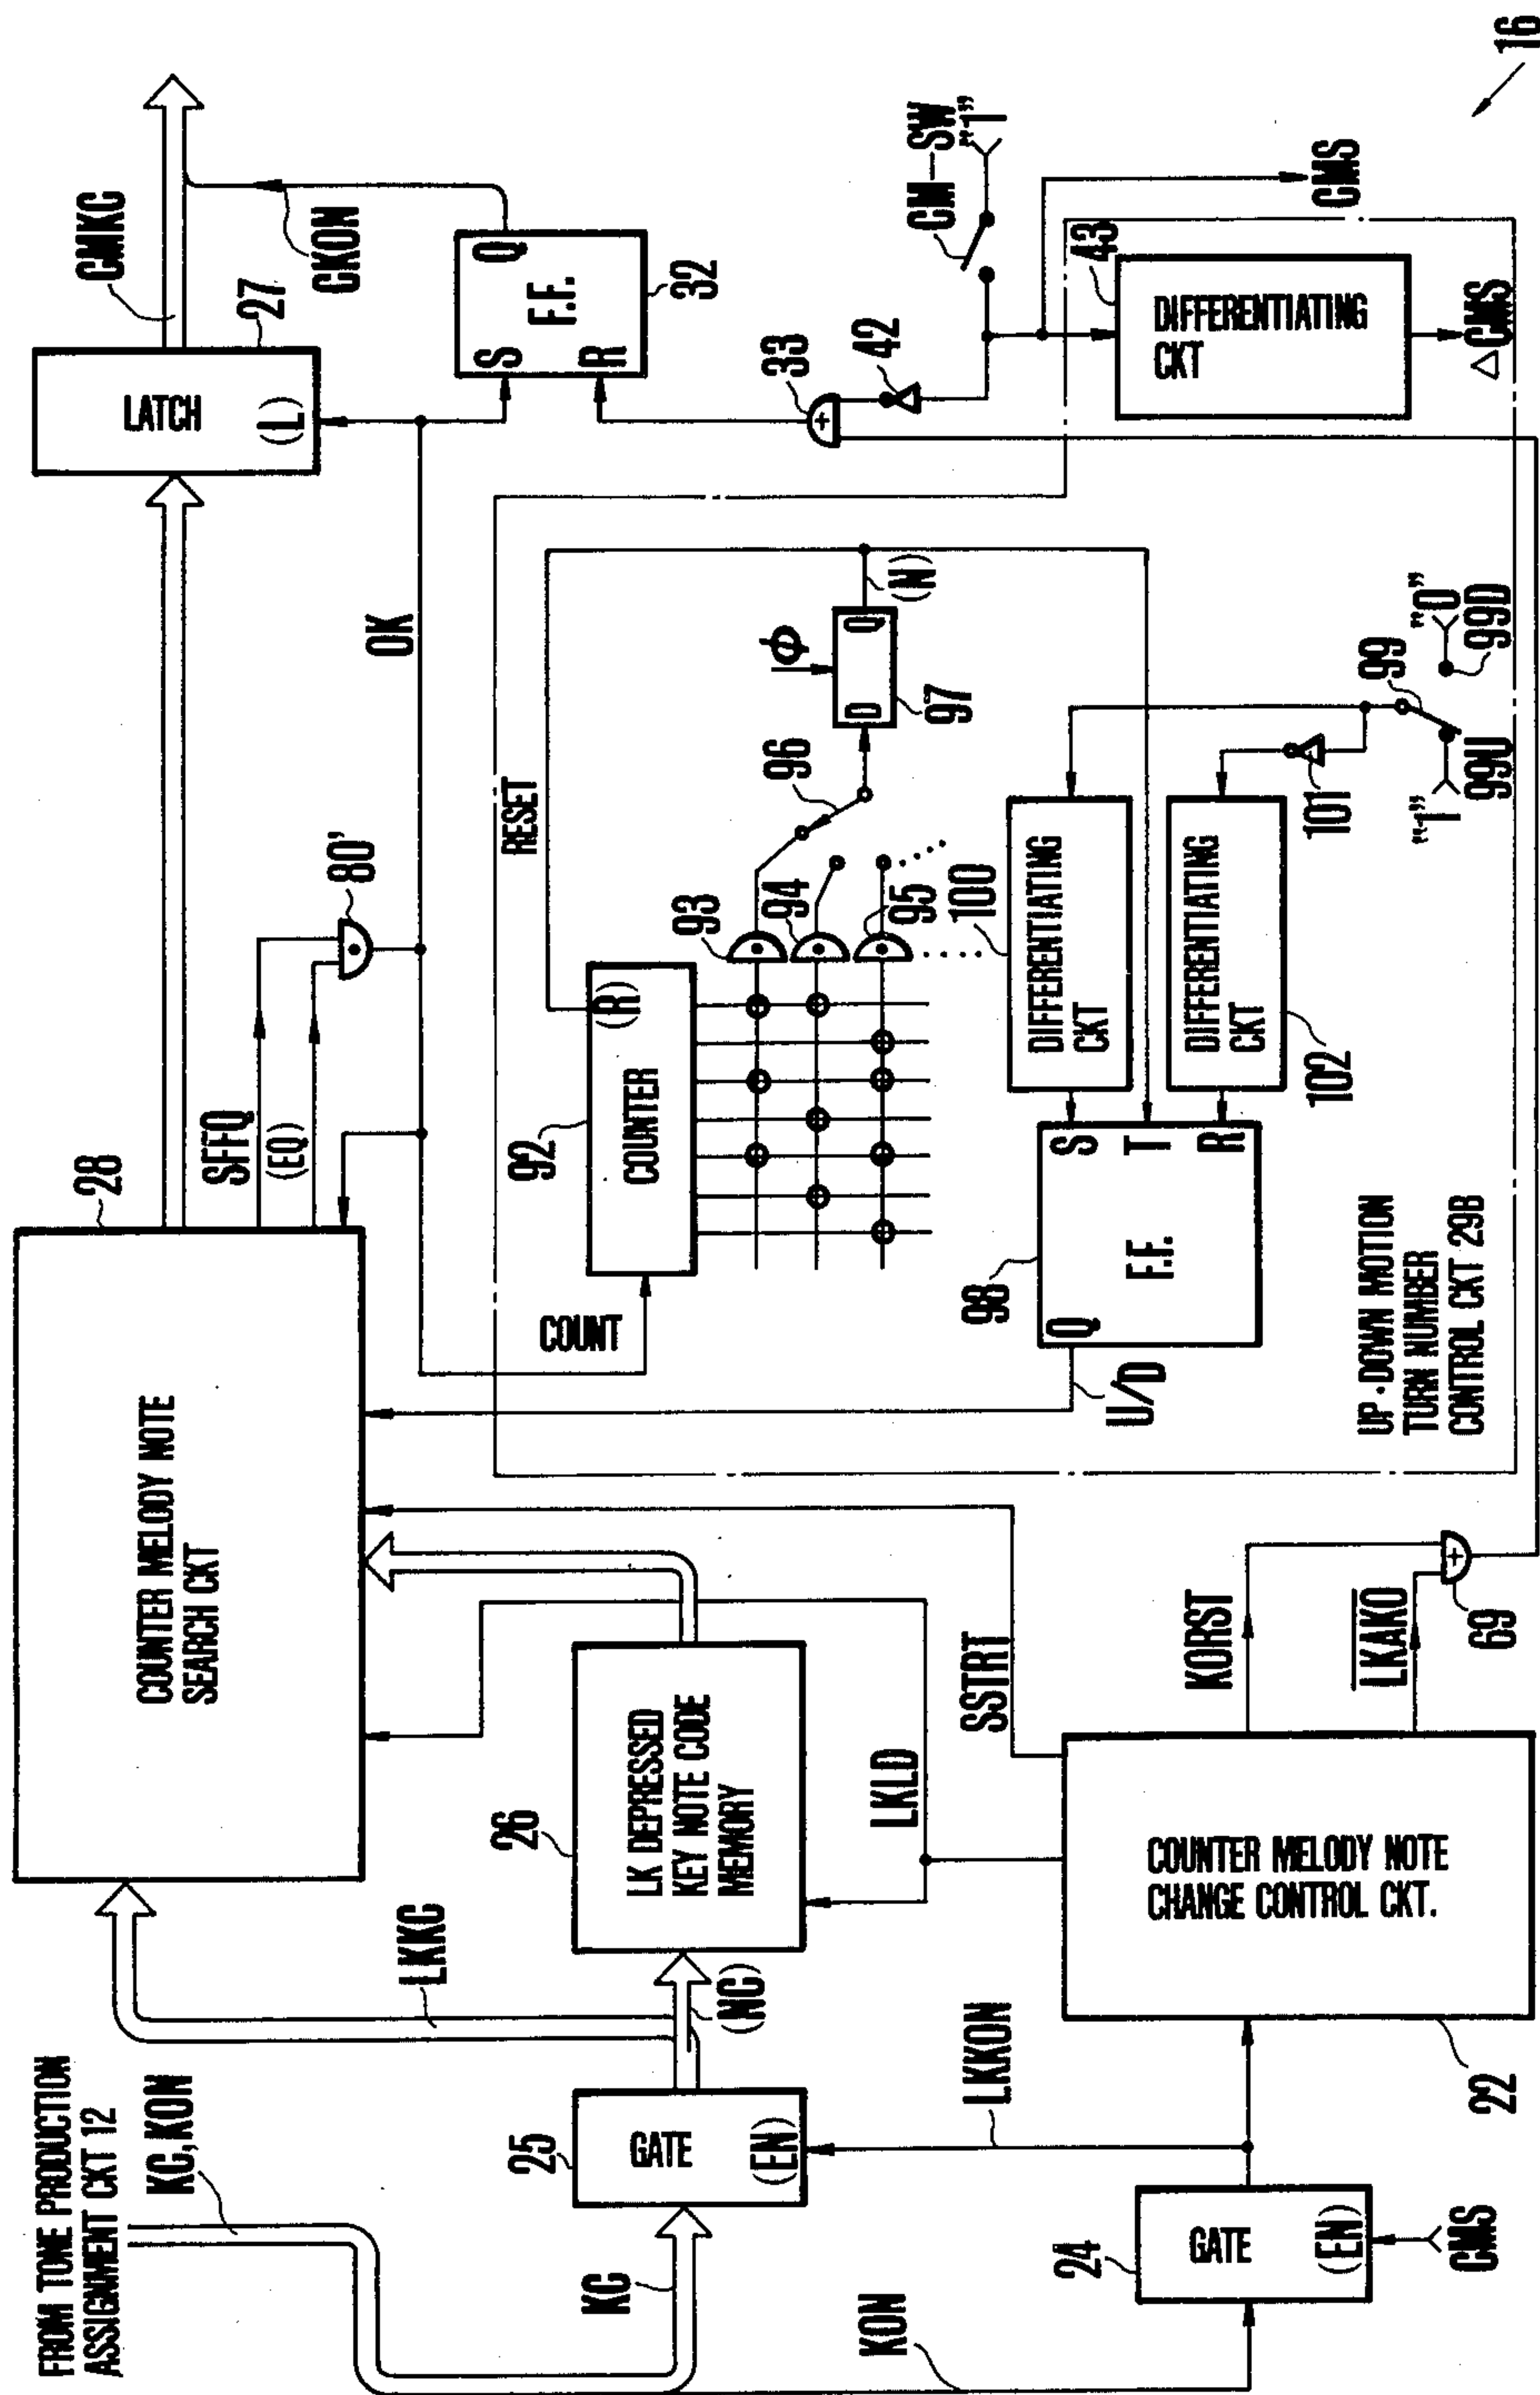 FROM TONE PRODUCTION
ASSIGNMENT CKT 12
KC,KON
KC
KON
25
GATE
(EN)
24
GATE
(EN)
CMS
LKKC
(NC)
LKKON
22
COUNTER MELODY NOTE
CHANGE CONTROL CKT.
26
LK DEPRESSED
KEY NOTE CODE
MEMORY
LKLD
SSTRT
KORST
LKAKO
69
28
COUNTER MELODY NOTE
SEARCH CKT
SFFQ
(EQ)
80'
OK
COUNT
U/D
UP·DOWN MOTION
TURN NUMBER
CONTROL CKT 29B
92
COUNTER
(R)
RESET
93
94
95
96
ϕ
D
Q
97
(N)
98
Q
F.F.
S
T
R
100
DIFFERENTIATING
CKT
DIFFERENTIATING
CKT
102
101
99
"1"
99U
"0"
99D
27
LATCH
(L)
CMKC
CKON
S
Q
F.F.
R
32
33
42
CM-SW
"1"
43
DIFFERENTIATING
CKT
CMS
△CMS
16